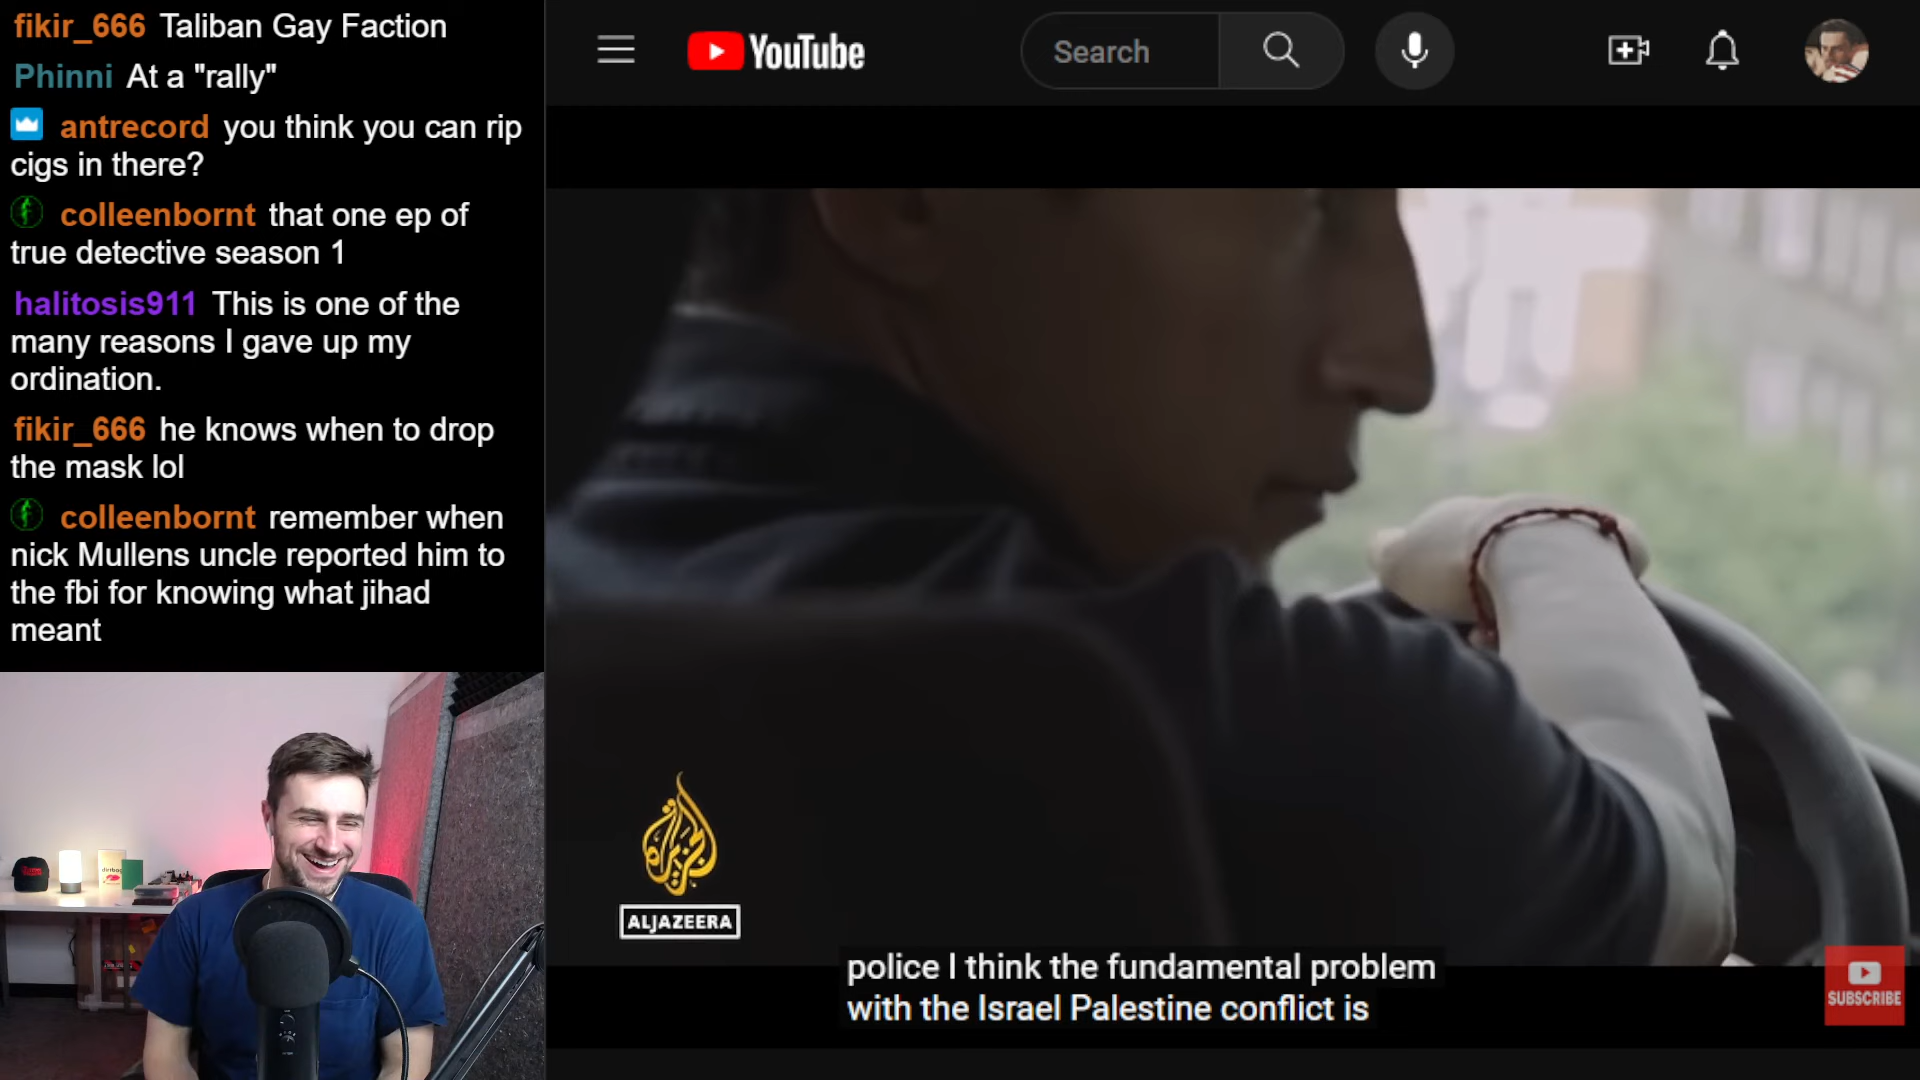 fikir_666 Taliban Gay Faction
Phinni At a "rally"
antrecord you think you can rip
cigs in there?
colleenbornt that one ep of
true detective season 1
halitosis911 This is one of the
many reasons I gave up my
ordination.
fikir_666 he knows when to drop
the mask lol
colleenbornt remember when
nick Mullens uncle reported him to
the fbi for knowing what jihad
meant
YouTube
Search
الجزيرة
ALJAZEERA
police I think the fundamental problem
with the Israel Palestine conflict is
SUBSCRIBE